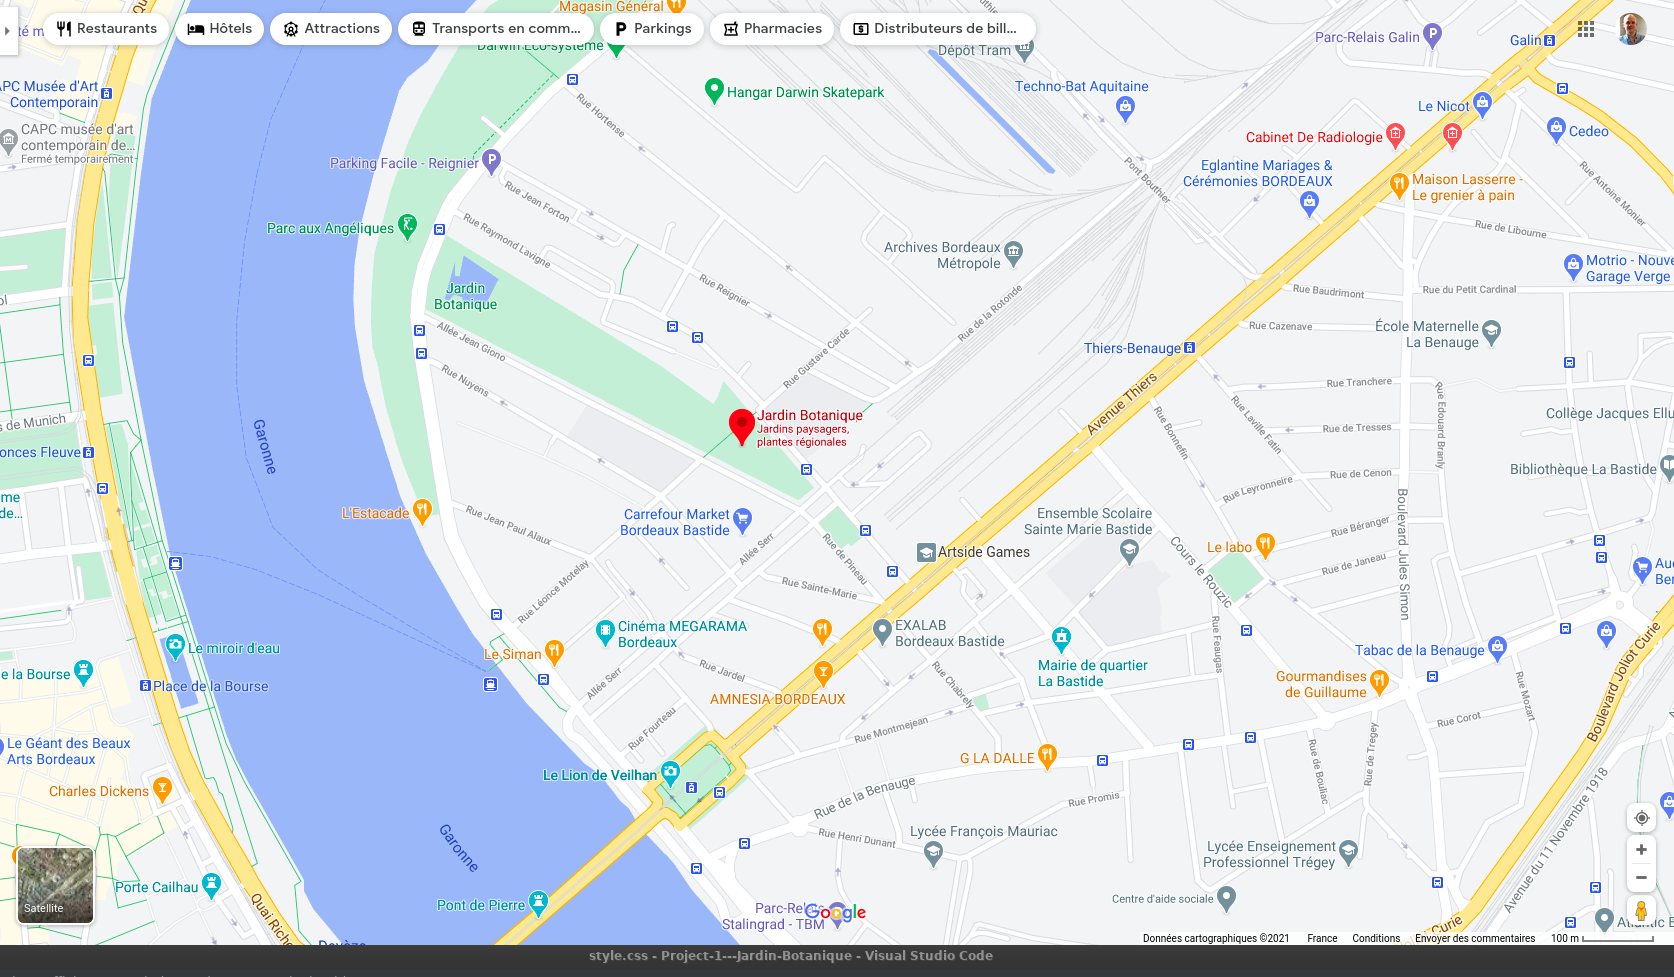 Magasin Général
Restaurants
Hôtels
Attractions
Transports en comm...
Parkings
Pharmacies
Distributeurs de bill...
Darwin Éco-système
Dépôt Tram
Parc-Relais Galin
Galin
Hangar Darwin Skatepark
Techno-Bat Aquitaine
Le Nicot
Cedeo
PC Musée d'Art
Contemporain
CAPC musée d'art
contemporain de...
Fermé temporairement
Rue Hortense
Cabinet De Radiologie
Parking Facile - Reignier
Pont Bouthier
Eglantine Mariages &
Cérémonies BORDEAUX
Maison Lasserre -
Le grenier à pain
Rue Antoine Monier
Rue Jean Forton
Parc aux Angéliques
Rue Raymond Lavigne
Rue de Libourne
Archives Bordeaux
Métropole
Motrio - Nouve
Garage Verge
Jardin
Botanique
Rue Reignier
Rue de la Rotonde
Rue Baudrimont
Rue du Petit Cardinal
Rue Cazenave
École Maternelle
La Benauge
Allée Jean Giono
Rue Gustave Carde
Thiers-Benauge
Rue Nuyens
Avenue Thiers
Rue Tranchere
Rue Edouard Branly
Jardin Botanique
Jardins paysagers,
plantes régionales
Rue Bonnefin
Rue Laville Fatin
Rue de Tresses
Collège Jacques Ellu
s de Munich
Garonne
onces Fleuve
Rue de Cenon
Bibliothèque La Bastide
Rue Leyronneire
me
de...
L'Estacade
Rue Jean Paul Alaux
Carrefour Market
Bordeaux Bastide
Allée Serr
Rue de Pineau
Ensemble Scolaire
Sainte Marie Bastide
Artside Games
Cours le Rouzic
Le labo
Rue Béranger
Rue de Janeau
Boulevard Jules Simon
Auc
Ber
Rue Léonce Motelay
Rue Sainte-Marie
Cinéma MEGARAMA
Bordeaux
EXALAB
Bordeaux Bastide
Rue Feaugas
Le miroir d'eau
Le Siman
Mairie de quartier
La Bastide
Tabac de la Benauge
Boulevard Joliot Curie
e la Bourse
Place de la Bourse
Allée Serr
Rue Jardel
AMNESIA BORDEAUX
Rue Chabrely
Gourmandises
de Guillaume
Rue Mozart
Rue Corot
Rue Fourteau
Rue Montmejean
Le Géant des Beaux
Arts Bordeaux
Rue de Tregey
Rue de Bouliac
G LA DALLE
Le Lion de Veilhan
Charles Dickens
Rue de la Benauge
Rue Promis
Garonne
Rue Henri Dunant
Lycée François Mauriac
Lycée Enseignement
Professionnel Trégey
Avenue du 11 Novembre 1918
Satellite
Porte Cailhau
Quai Riche
Pont de Pierre
Parc-Relais
Stalingrad - TBM
Google
Centre d'aide sociale
Curie
Atlantic B
Données cartographiques ©2021
France
Conditions
Envoyer des commentaires
100 m
style.css - Project-1---Jardin-Botanique - Visual Studio Code